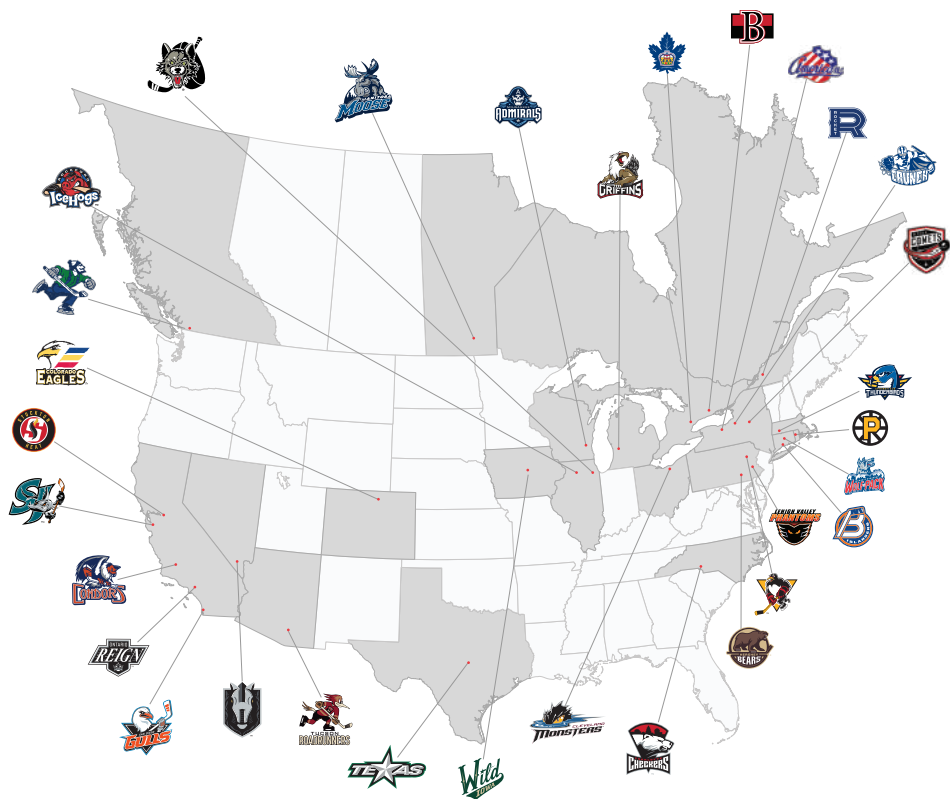 B
Americans
MOOSE
ADMIRALS
ROCKET
R
CRUNCH
GRIFFINS
ICEHOGS
COMETS
COLORADO
EAGLES
THUNDERBIRDS
P
STOCKTON
HEAT
WOLF PACK
SJ
LEHIGH VALLEY
PHANTOMS
B
CONDORS
ONTARIO
REIGN
BEARS
GULLS
TUCSON
ROADRUNNERS
CLEVELAND
MONSTERS
TEXAS
Wild
IOWA
CHECKERS